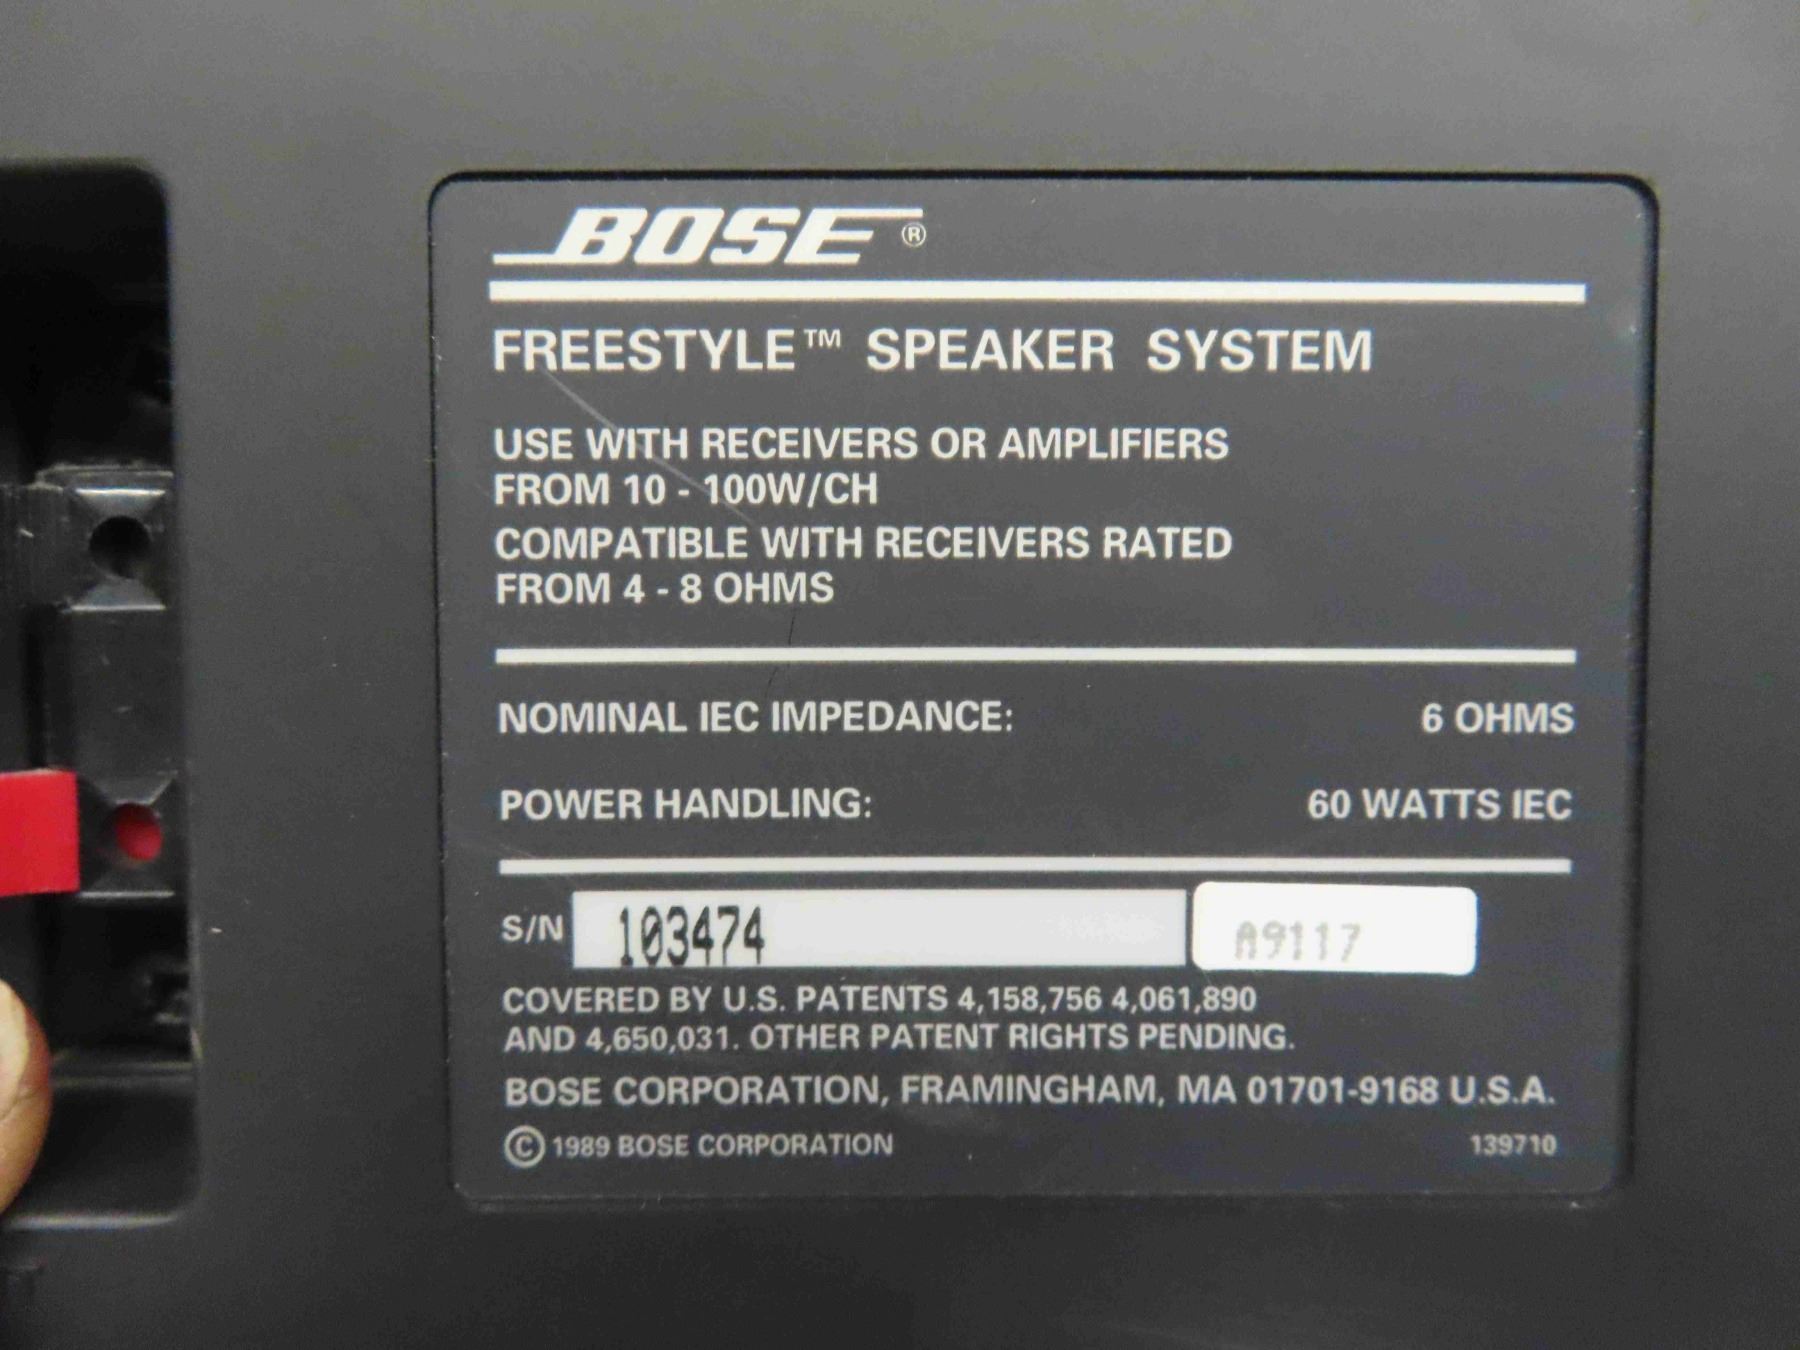 BOSE®
FREESTYLE™ SPEAKER SYSTEM
USE WITH RECEIVERS OR AMPLIFIERS
FROM 10 - 100W/CH
COMPATIBLE WITH RECEIVERS RATED
FROM 4 - 8 OHMS
NOMINAL IEC IMPEDANCE: 6 OHMS
POWER HANDLING: 60 WATTS IEC
S/N 103474 A9117
COVERED BY U.S. PATENTS 4,158,756 4,061,890
AND 4,650,031. OTHER PATENT RIGHTS PENDING.
BOSE CORPORATION, FRAMINGHAM, MA 01701-9168 U.S.A.
© 1989 BOSE CORPORATION 139710